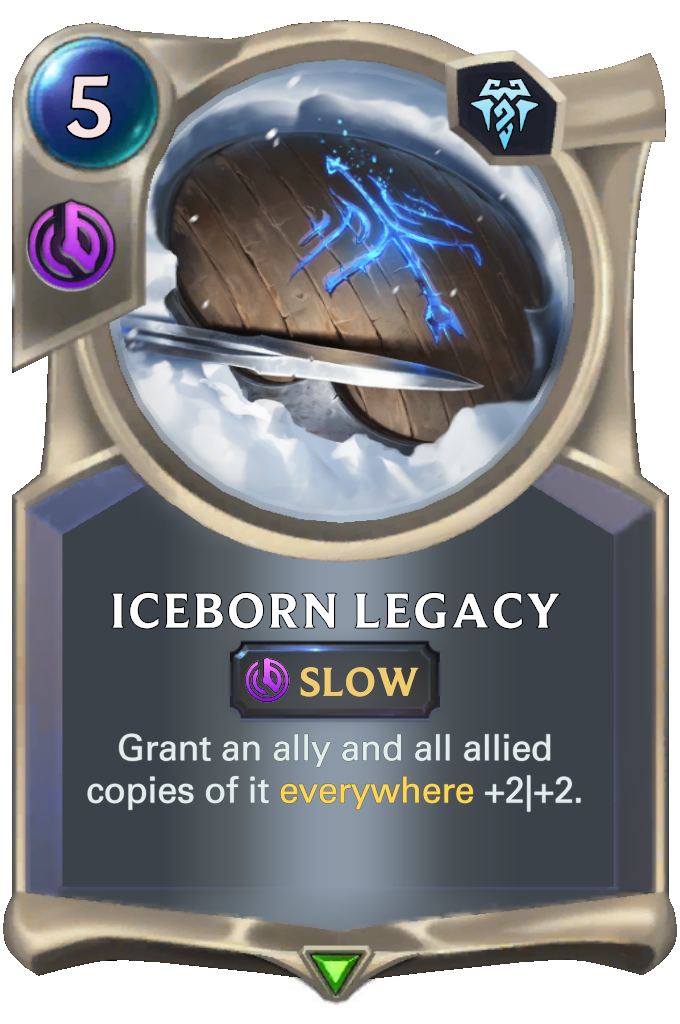 5
ICEBORN LEGACY
SLOW
Grant an ally and all allied
copies of it everywhere +2|+2.